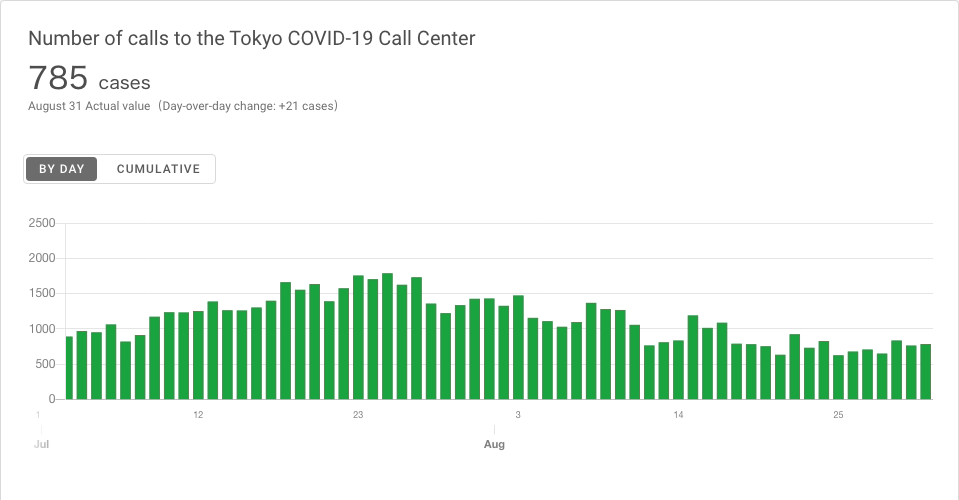 Number of calls to the Tokyo COVID-19 Call Center
785 cases
August 31 Actual value（Day-over-day change: +21 cases）
BY DAY CUMULATIVE
2500
2000
1500
1000
500
0
1 12 23 3 14 25
Jul Aug